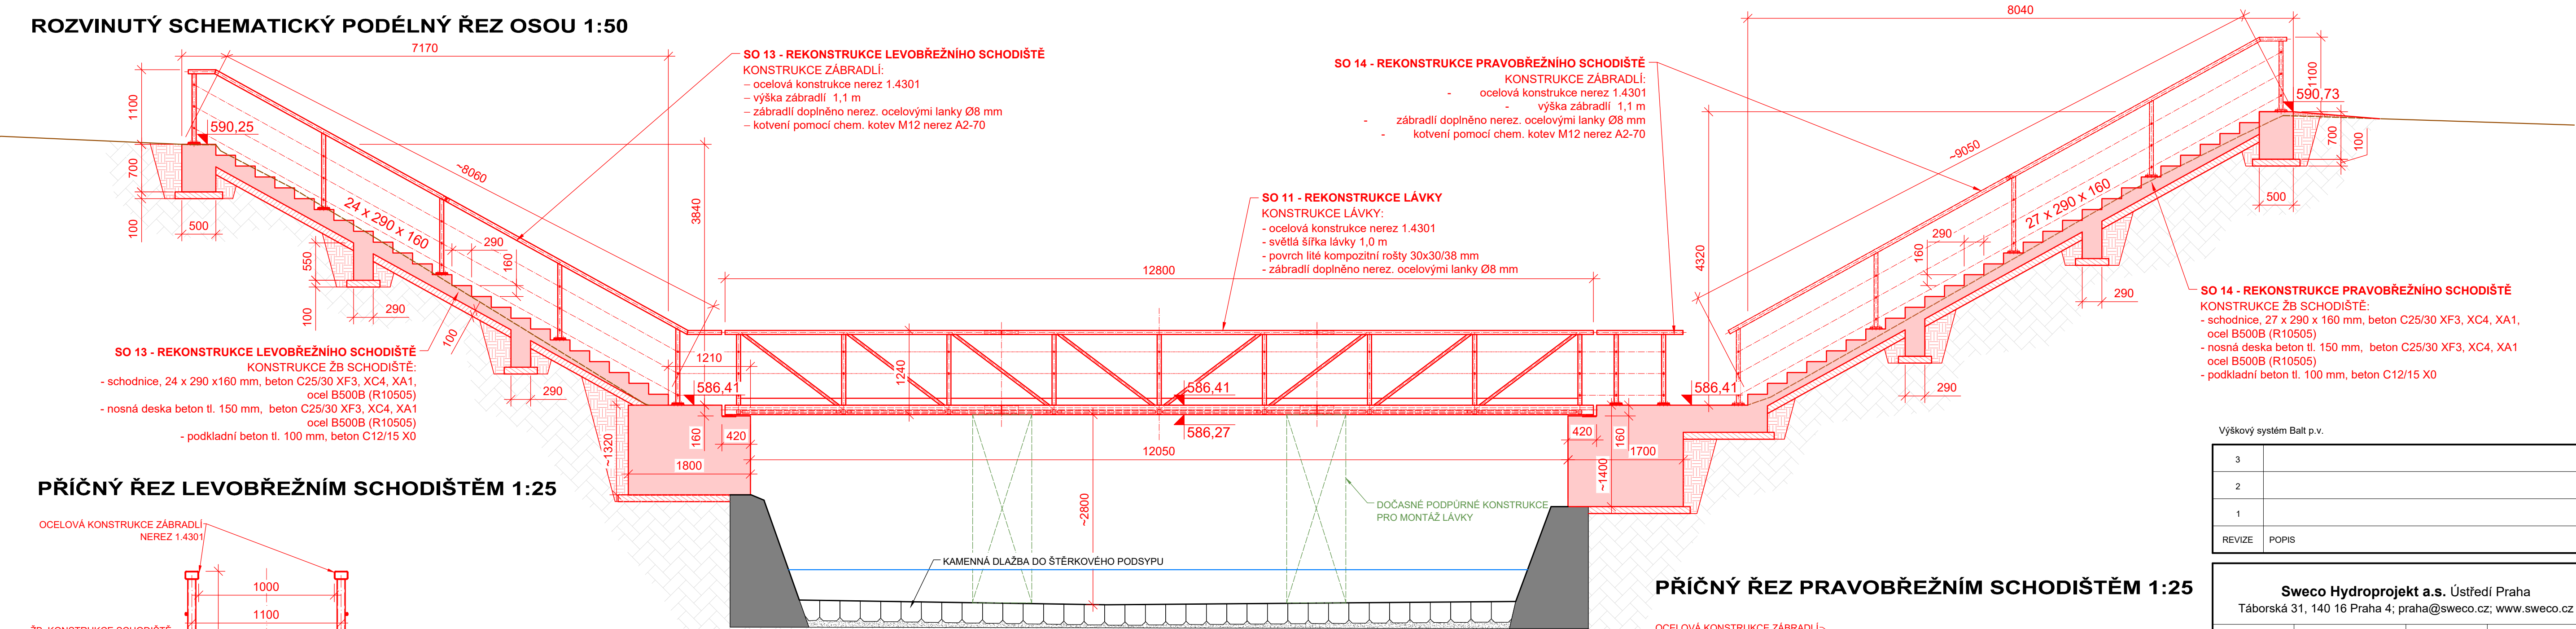 ROZVINUTÝ SCHEMATICKÝ PODÉLNÝ ŘEZ OSOU 1:50
7170
8040
SO 13 - REKONSTRUKCE LEVOBŘEŽNÍHO SCHODIŠTĚ
KONSTRUKCE ZÁBRADLÍ:
– ocelová konstrukce nerez 1.4301
– výška zábradlí 1,1 m
– zábradlí doplněno nerez. ocelovými lanky Ø8 mm
– kotvení pomocí chem. kotev M12 nerez A2-70
SO 14 - REKONSTRUKCE PRAVOBŘEŽNÍHO SCHODIŠTĚ
KONSTRUKCE ZÁBRADLÍ:
- ocelová konstrukce nerez 1.4301
- výška zábradlí 1,1 m
- zábradlí doplněno nerez. ocelovými lanky Ø8 mm
- kotvení pomocí chem. kotev M12 nerez A2-70
1100
590,25
700
100
500
~8060
24 x 290 x 160
3840
290
160
550
100
290
100
290
SO 11 - REKONSTRUKCE LÁVKY
KONSTRUKCE LÁVKY:
- ocelová konstrukce nerez 1.4301
- světlá šířka lávky 1,0 m
- povrch lité kompozitní rošty 30x30/38 mm
- zábradlí doplněno nerez. ocelovými lanky Ø8 mm
12800
4320
~9050
27 x 290 x 160
290
160
1100
590,73
700
100
500
290
290
SO 14 - REKONSTRUKCE PRAVOBŘEŽNÍHO SCHODIŠTĚ
KONSTRUKCE ŽB SCHODIŠTĚ:
- schodnice, 27 x 290 x 160 mm, beton C25/30 XF3, XC4, XA1,
ocel B500B (R10505)
- nosná deska beton tl. 150 mm, beton C25/30 XF3, XC4, XA1
ocel B500B (R10505)
- podkladní beton tl. 100 mm, beton C12/15 X0
SO 13 - REKONSTRUKCE LEVOBŘEŽNÍHO SCHODIŠTĚ
KONSTRUKCE ŽB SCHODIŠTĚ:
- schodnice, 24 x 290 x160 mm, beton C25/30 XF3, XC4, XA1,
ocel B500B (R10505)
- nosná deska beton tl. 150 mm, beton C25/30 XF3, XC4, XA1
ocel B500B (R10505)
- podkladní beton tl. 100 mm, beton C12/15 X0
1210
1240
586,41
586,41
586,41
586,27
~1320
160
420
1800
12050
420
160
1700
~1400
~2800
DOČASNÉ PODPŮRNÉ KONSTRUKCE
PRO MONTÁŽ LÁVKY
KAMENNÁ DLAŽBA DO ŠTĚRKOVÉHO PODSYPU
PŘÍČNÝ ŘEZ LEVOBŘEŽNÍM SCHODIŠTĚM 1:25
OCELOVÁ KONSTRUKCE ZÁBRADLÍ
NEREZ 1.4301
1000
1100
ŽB. KONSTRUKCE SCHODIŠTĚ
PŘÍČNÝ ŘEZ PRAVOBŘEŽNÍM SCHODIŠTĚM 1:25
OCELOVÁ KONSTRUKCE ZÁBRADLÍ
Výškový systém Balt p.v.
3
2
1
REVIZE POPIS
Sweco Hydroprojekt a.s. Ústředí Praha
Táborská 31, 140 16 Praha 4; praha@sweco.cz; www.sweco.cz